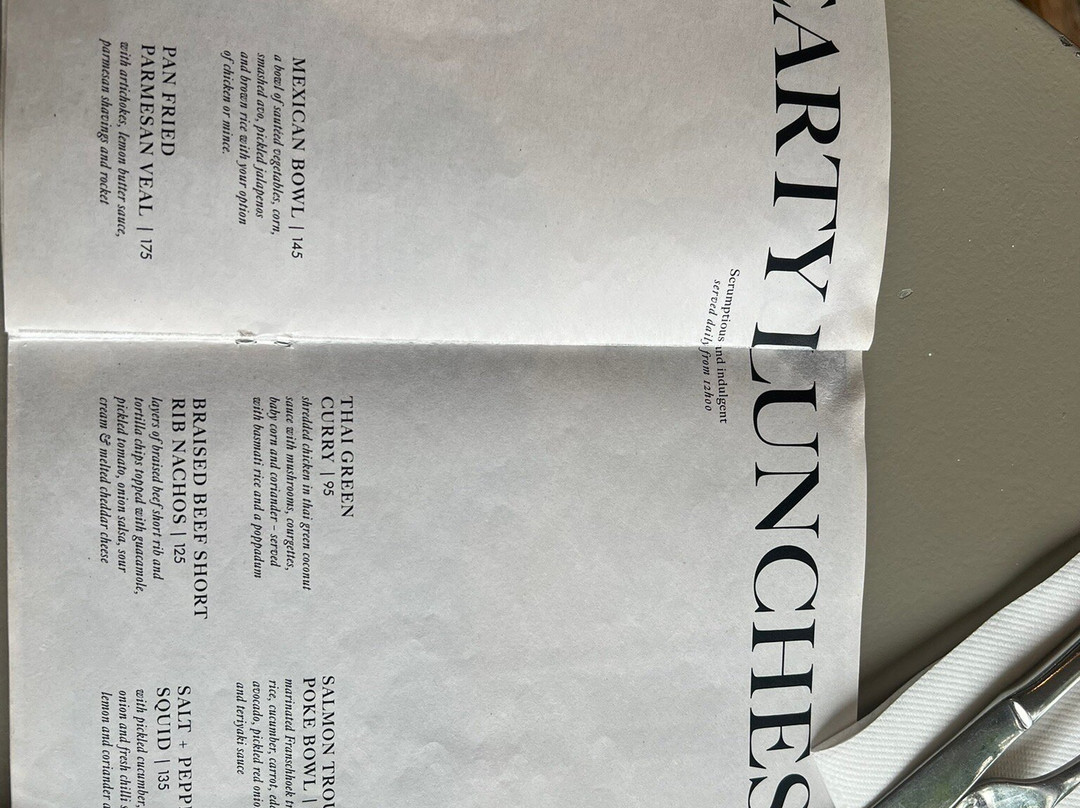 ARTY LUNCHES
Scrumptious and indulgent
served daily from 12h00
MEXICAN BOWL | 145
a bowl of sautéed vegetables, corn,
smashed avo, pickled jalapenos
and brown rice with your option
of chicken or mince.
PAN FRIED
PARMESAN VEAL | 175
with artichokes, lemon butter sauce,
parmesan shavings and rocket
THAI GREEN
CURRY | 95
shredded chicken in thai green coconut
sauce with mushrooms, courgettes,
baby corn and coriander – served
with basmati rice and a poppadum
BRAISED BEEF SHORT
RIB NACHOS | 125
layers of braised beef short rib and
tortilla chips topped with guacamole,
pickled tomato, onion salsa, sour
cream & melted cheddar cheese
SALMON TROU
POKE BOWL |
marinated Franschhoek tr
rice, cucumber, carrot, eda
avocado, pickled red onio
and teriyaki sauce
SALT + PEPP
SQUID | 135
with pickled cucumber,
onion and fresh chilli s
lemon and coriander a